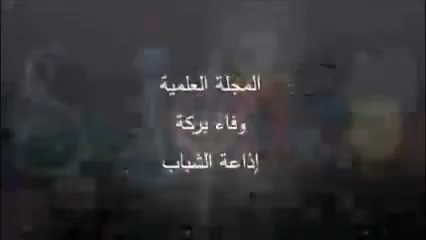 المجلة العلمية
وفاء بركة
إذاعة الشباب